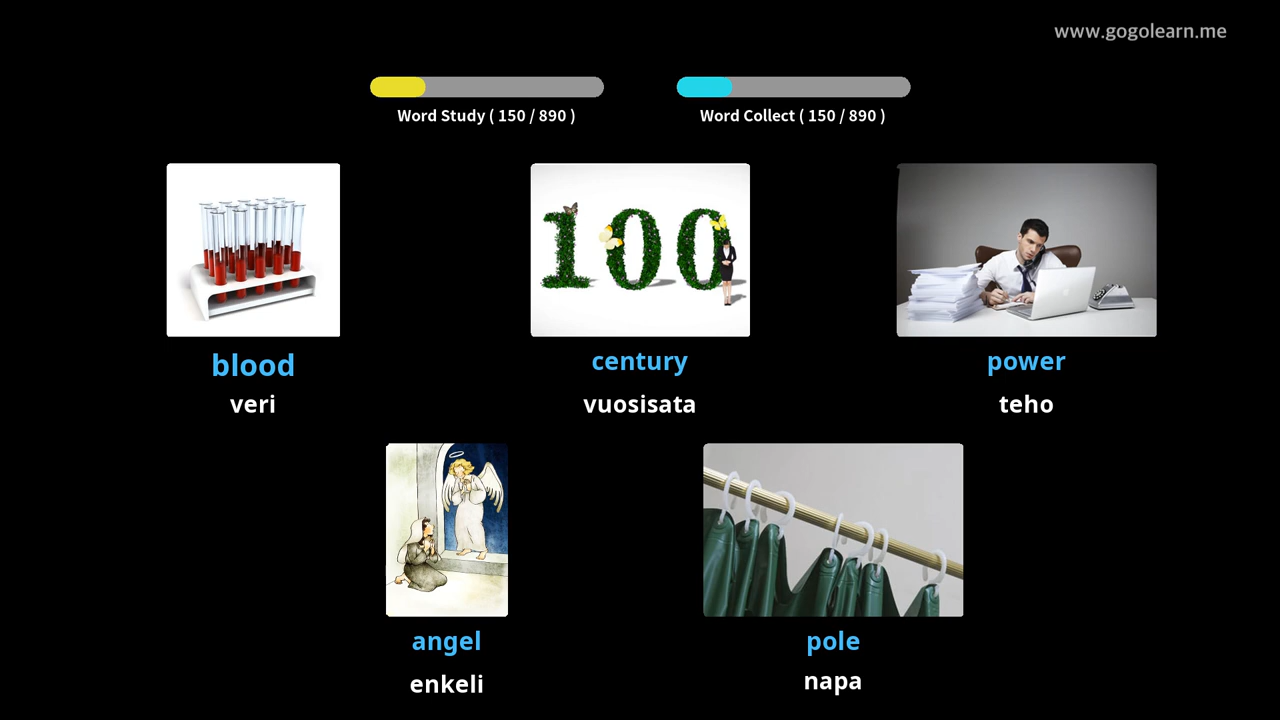 www.gogolearn.me
Word Study ( 150 / 890 )
Word Collect ( 150 / 890 )
100
blood
century
power
veri
vuosisata
teho
angel
pole
enkeli
napa